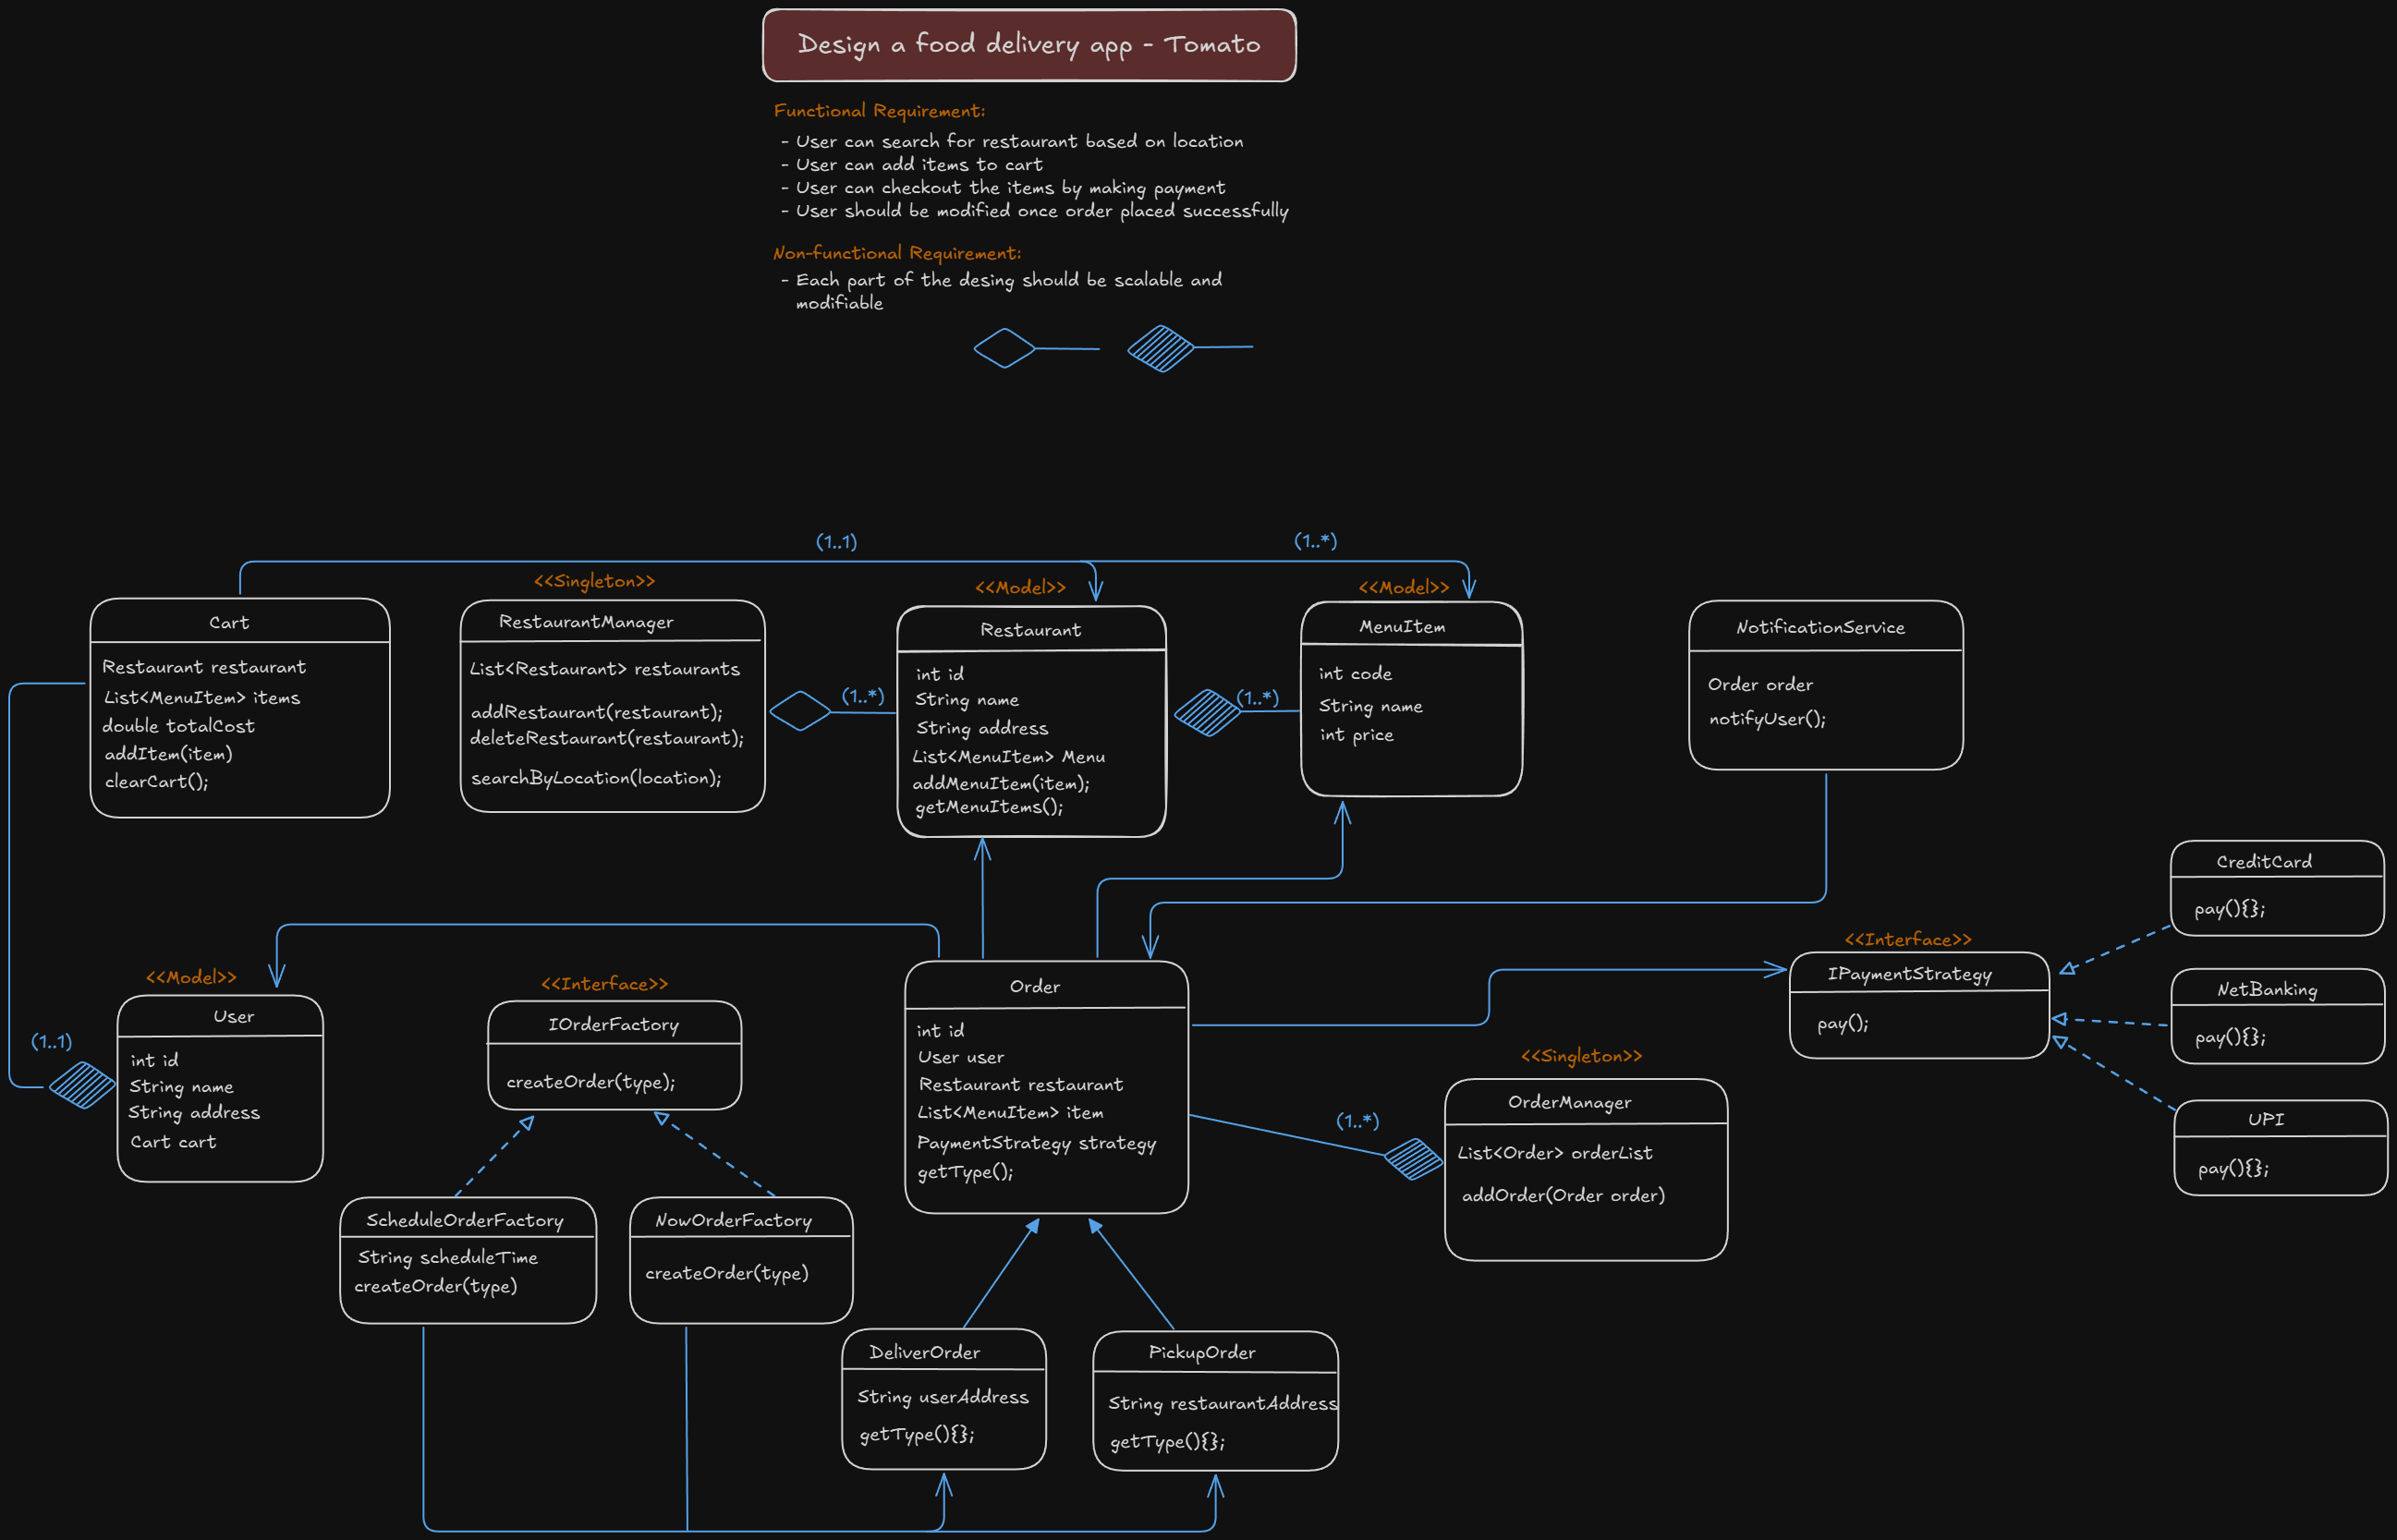 Design a food delivery app - Tomato
Functional Requirement:
- User can search for restaurant based on location
- User can add items to cart
- User can checkout the items by making payment
- User should be modified once order placed successfully
Non-functional Requirement:
- Each part of the desing should be scalable and
modifiable
(1..1)
(1..*)
Cart
Restaurant restaurant
List<MenuItem> items
double totalCost
addItem(item)
clearCart();
<<Singleton>>
RestaurantManager
List<Restaurant> restaurants
addRestaurant(restaurant);
deleteRestaurant(restaurant);
searchByLocation(location);
(1..*)
<<Model>>
Restaurant
int id
String name
String address
List<MenuItem> Menu
addMenuItem(item);
getMenuItems();
(1..*)
<<Model>>
MenuItem
int code
String name
int price
NotificationService
Order order
notifyUser();
(1..1)
<<Model>>
User
int id
String name
String address
Cart cart
<<Interface>>
IOrderFactory
createOrder(type);
Order
int id
User user
Restaurant restaurant
List<MenuItem> item
PaymentStrategy strategy
getType();
(1..*)
<<Singleton>>
OrderManager
List<Order> orderList
addOrder(Order order)
<<Interface>>
IPaymentStrategy
pay();
CreditCard
pay(){};
NetBanking
pay(){};
UPI
pay(){};
ScheduleOrderFactory
String scheduleTime
createOrder(type)
NowOrderFactory
createOrder(type)
DeliverOrder
String userAddress
getType(){};
PickupOrder
String restaurantAddress
getType(){};